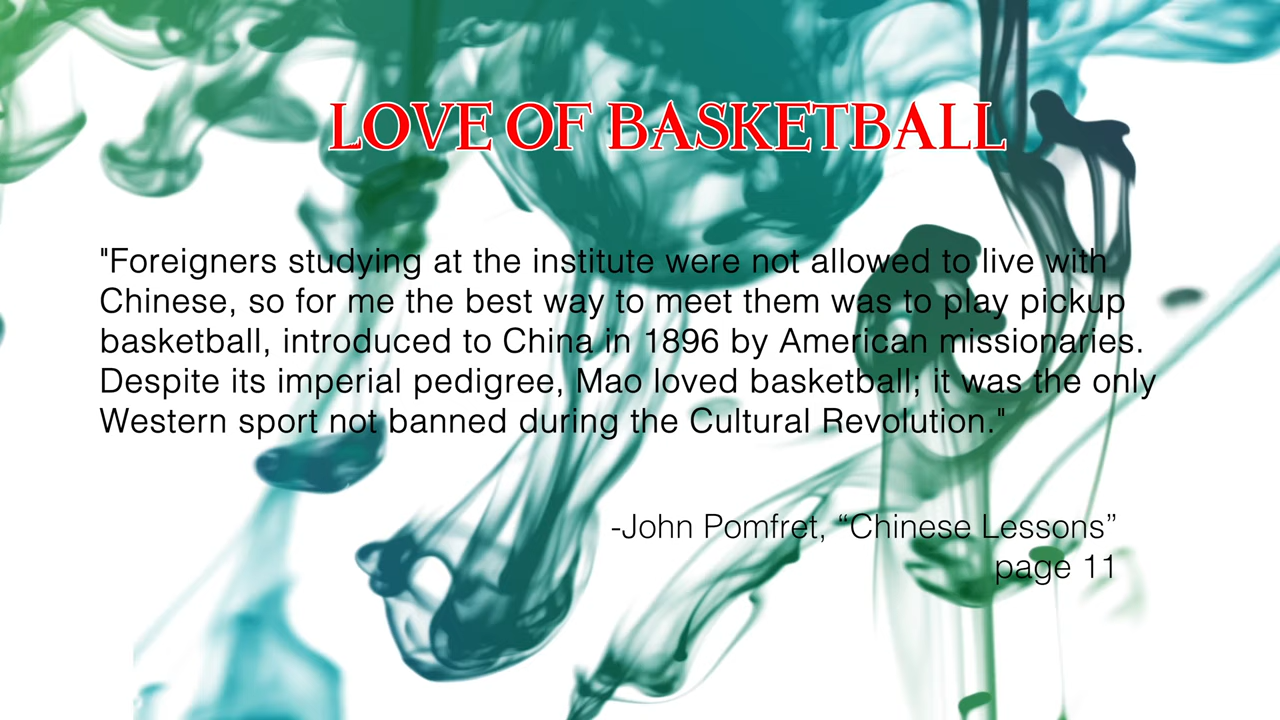 LOVE OF BASKETBALL
"Foreigners studying at the institute were not allowed to live with
Chinese, so for me the best way to meet them was to play pickup
basketball, introduced to China in 1896 by American missionaries.
Despite its imperial pedigree, Mao loved basketball; it was the only
Western sport not banned during the Cultural Revolution."
-John Pomfret, “Chinese Lessons”
page 11